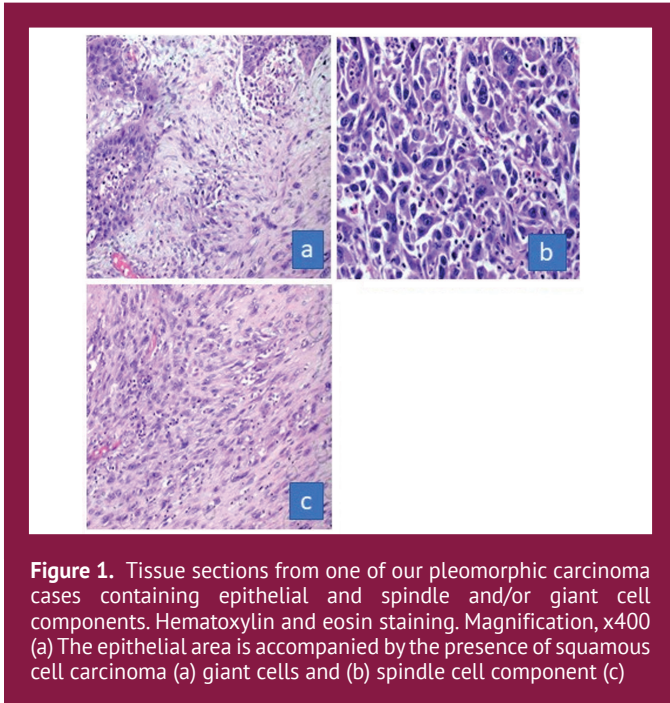 a
b
c
Figure 1. Tissue sections from one of our pleomorphic carcinoma
cases containing epithelial and spindle and/or giant cell
components. Hematoxylin and eosin staining. Magnification, x400
(a) The epithelial area is accompanied by the presence of squamous
cell carcinoma (a) giant cells and (b) spindle cell component (c)